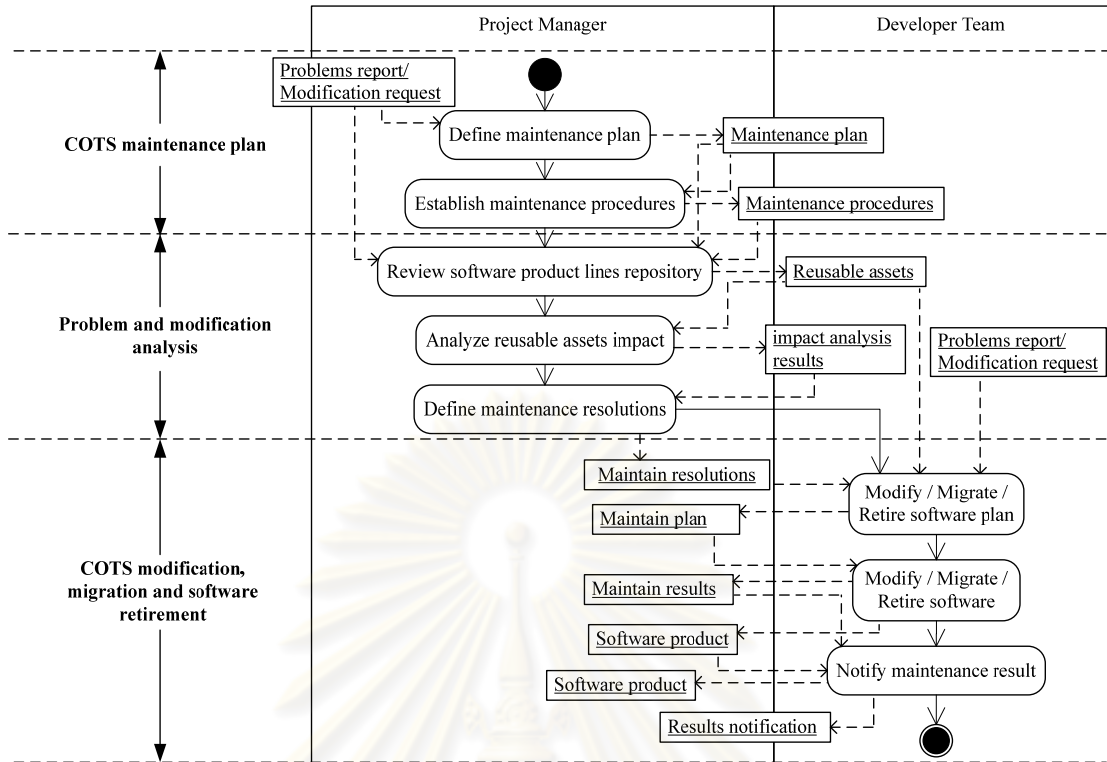 Project Manager
Developer Team
Problems report/
Modification request
Define maintenance plan
Maintenance plan
COTS maintenance plan
Establish maintenance procedures
Maintenance procedures
Review software product lines repository
Reusable assets
Problem and modification
analysis
Analyze reusable assets impact
impact analysis
results
Problems report/
Modification request
Define maintenance resolutions
Maintain resolutions
Modify / Migrate /
Retire software plan
Maintain plan
COTS modification,
migration and software
retirement
Modify / Migrate /
Retire software
Maintain results
Software product
Notify maintenance result
Software product
Results notification